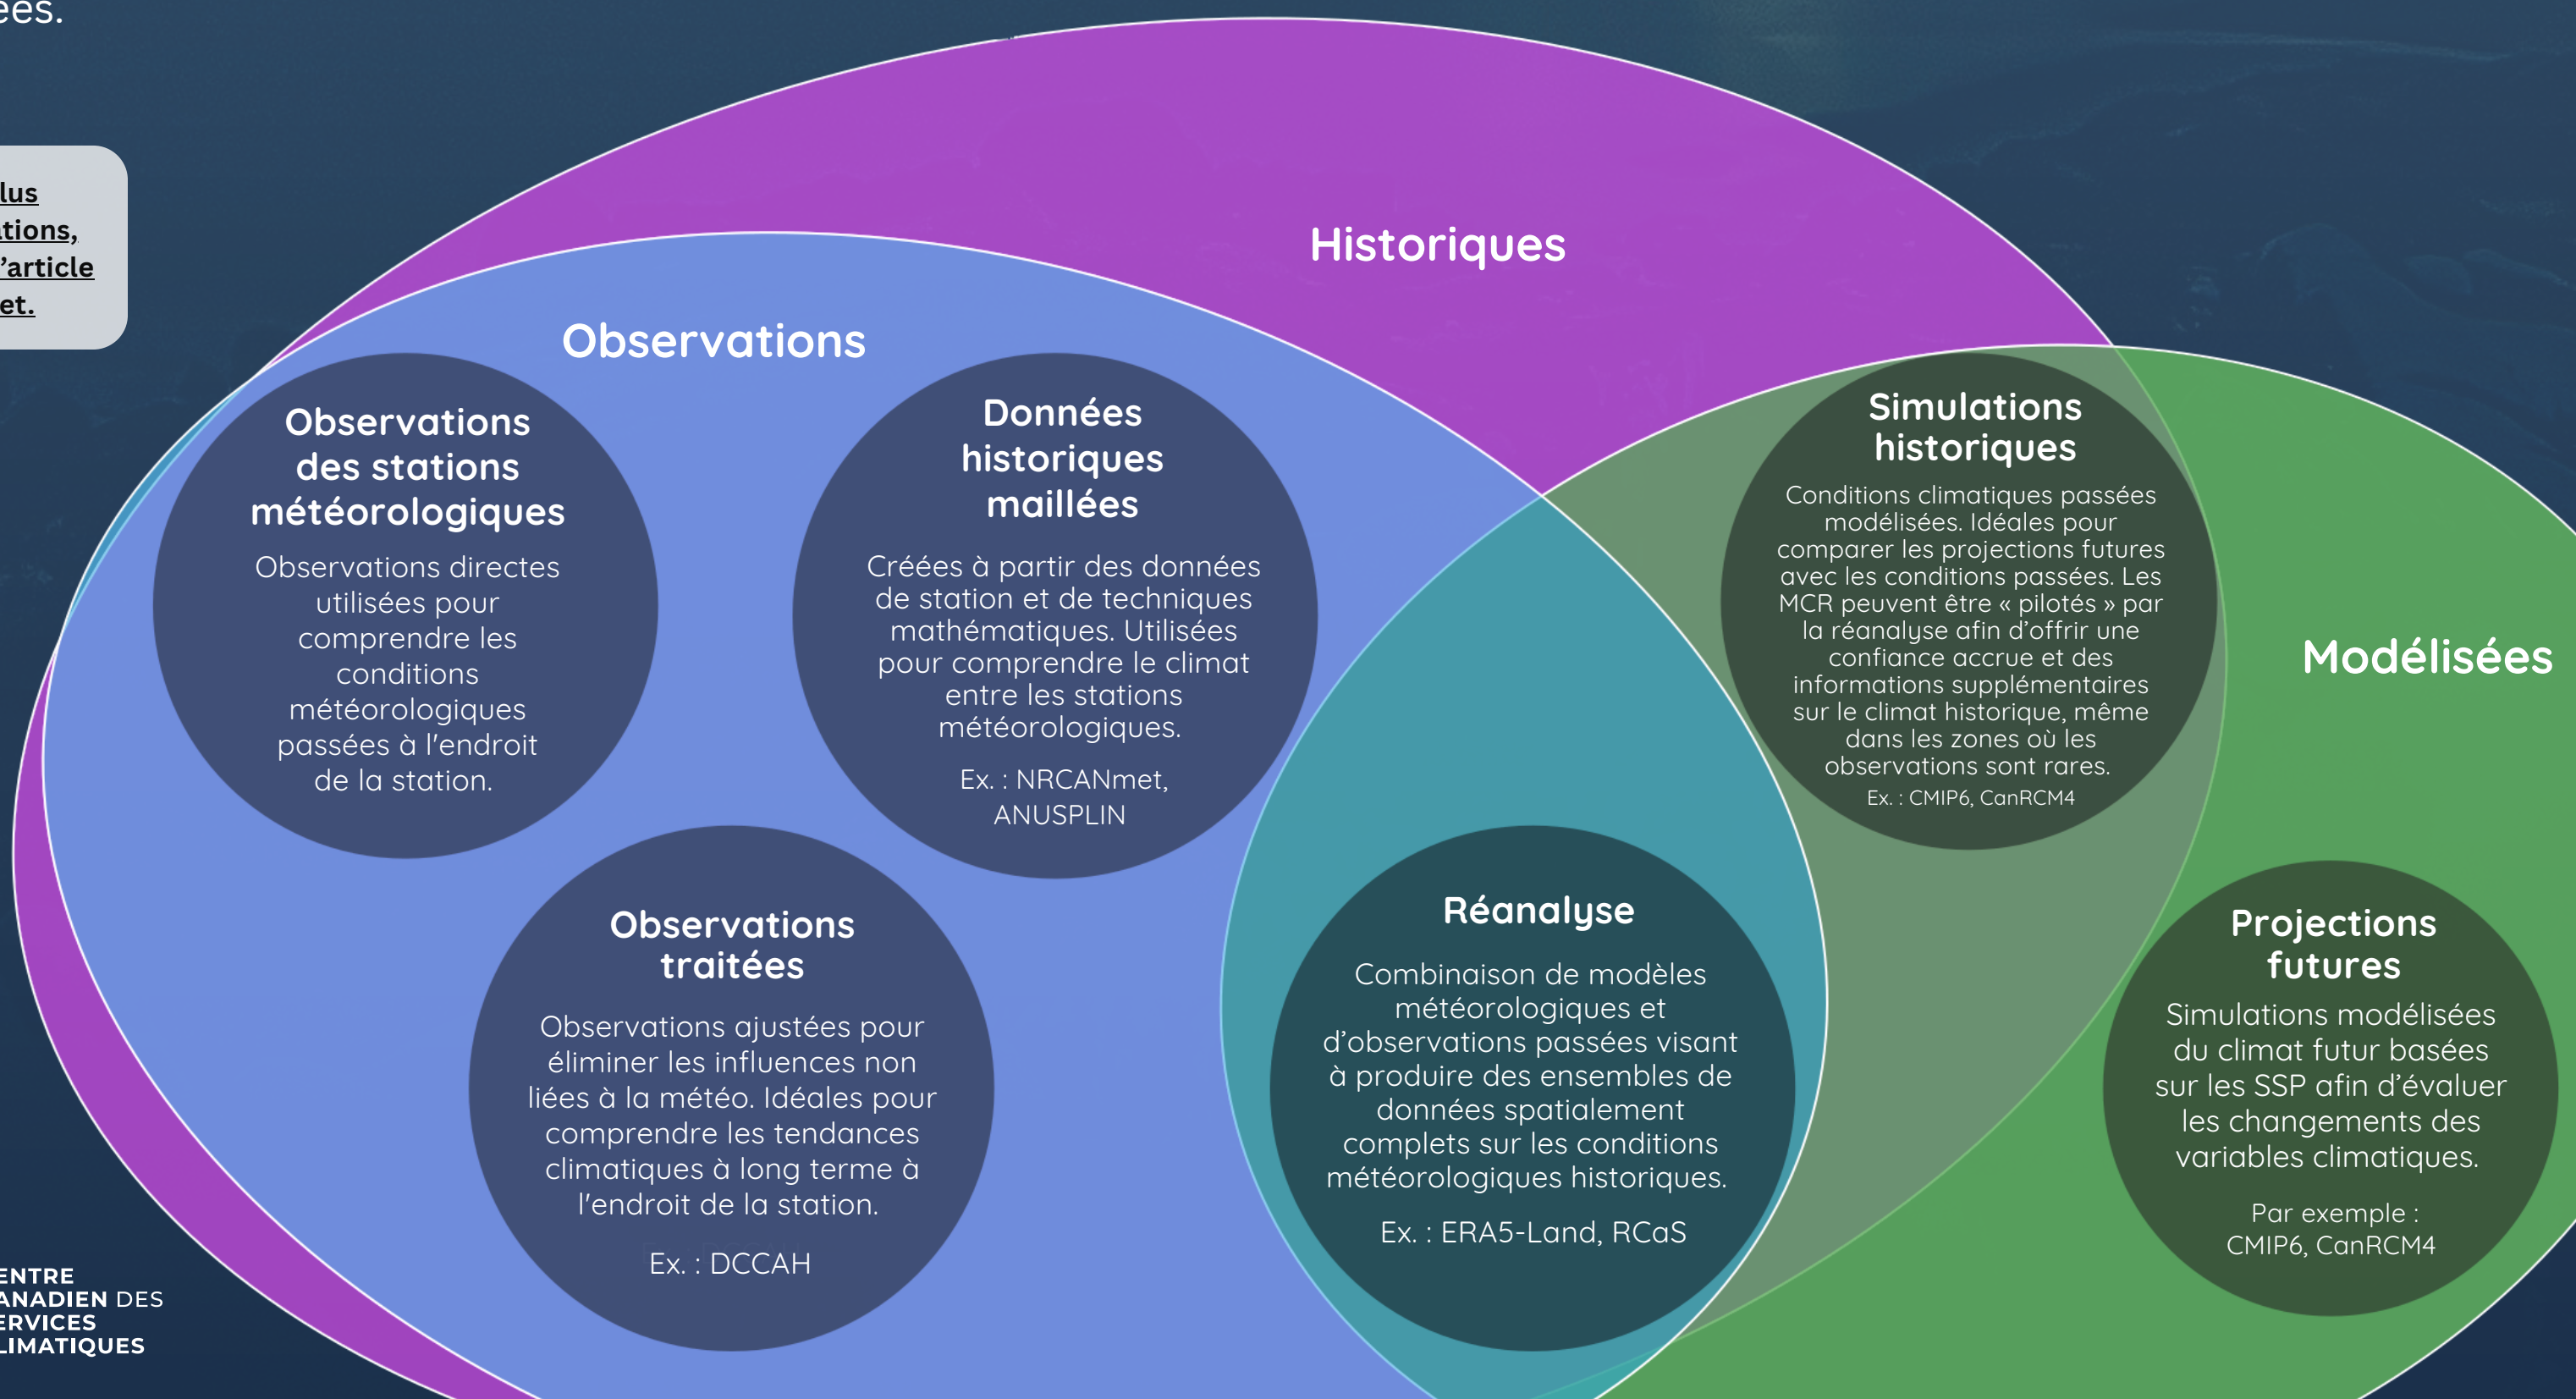 ées.
lus
ations,
l’article
et.
Historiques
Observations
Observations
des stations
météorologiques
Observations directes
utilisées pour
comprendre les
conditions
météorologiques
passées à l'endroit
de la station.
Données
historiques
maillées
Créées à partir des données
de station et de techniques
mathématiques. Utilisées
pour comprendre le climat
entre les stations
météorologiques.
Ex. : NRCANmet,
ANUSPLIN
Observations
traitées
Observations ajustées pour
éliminer les influences non
liées à la météo. Idéales pour
comprendre les tendances
climatiques à long terme à
l'endroit de la station.
Ex. : DCCAH
Réanalyse
Combinaison de modèles
météorologiques et
d’observations passées visant
à produire des ensembles de
données spatialement
complets sur les conditions
météorologiques historiques.
Ex. : ERA5-Land, RCaS
Simulations
historiques
Conditions climatiques passées
modélisées. Idéales pour
comparer les projections futures
avec les conditions passées. Les
MCR peuvent être « pilotés » par
la réanalyse afin d’offrir une
confiance accrue et des
informations supplémentaires
sur le climat historique, même
dans les zones où les
observations sont rares.
Ex. : CMIP6, CanRCM4
Modélisées
Projections
futures
Simulations modélisées
du climat futur basées
sur les SSP afin d’évaluer
les changements des
variables climatiques.
Par exemple :
CMIP6, CanRCM4
ENTRE
ANADIEN DES
ERVICES
LIMATIQUES